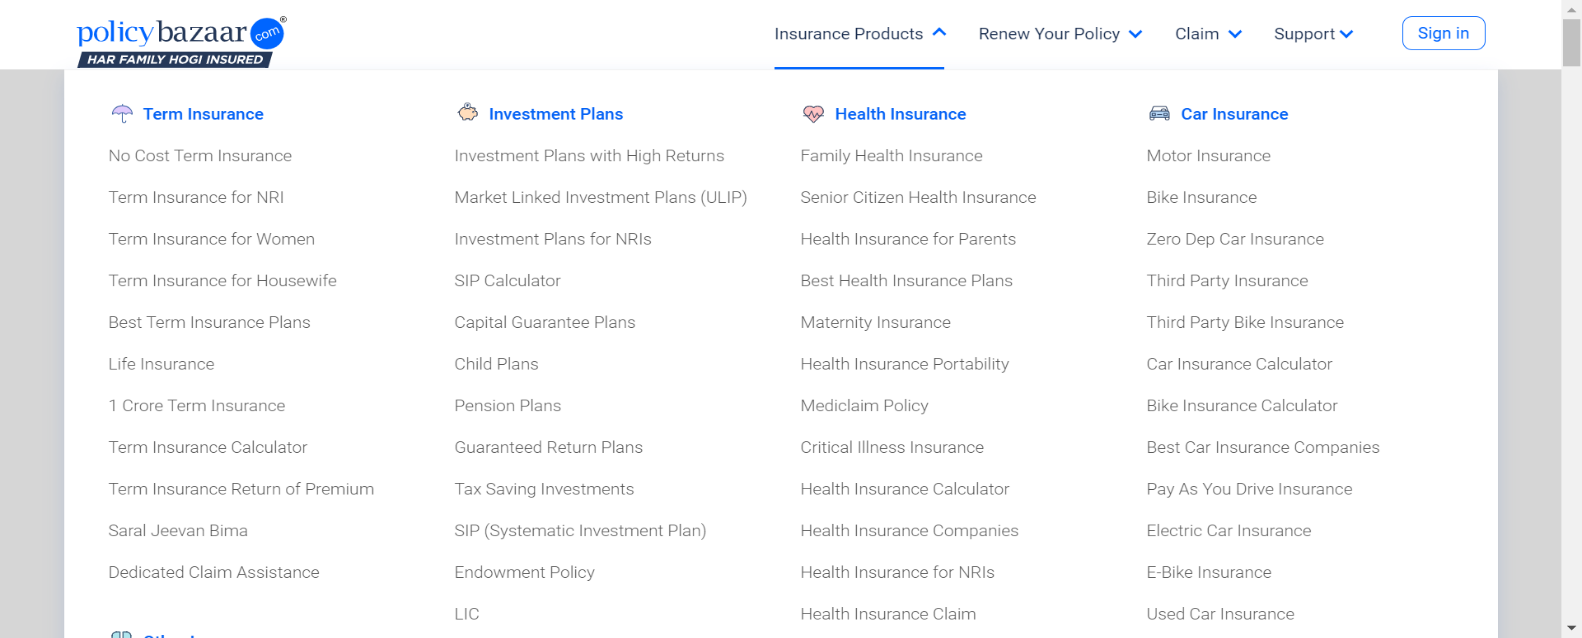 policybazaar.com®
HAR FAMILY HOGI INSURED
Insurance Products
Renew Your Policy
Claim
Support
Sign in
Term Insurance
No Cost Term Insurance
Term Insurance for NRI
Term Insurance for Women
Term Insurance for Housewife
Best Term Insurance Plans
Life Insurance
1 Crore Term Insurance
Term Insurance Calculator
Term Insurance Return of Premium
Saral Jeevan Bima
Dedicated Claim Assistance
Investment Plans
Investment Plans with High Returns
Market Linked Investment Plans (ULIP)
Investment Plans for NRIs
SIP Calculator
Capital Guarantee Plans
Child Plans
Pension Plans
Guaranteed Return Plans
Tax Saving Investments
SIP (Systematic Investment Plan)
Endowment Policy
LIC
Health Insurance
Family Health Insurance
Senior Citizen Health Insurance
Health Insurance for Parents
Best Health Insurance Plans
Maternity Insurance
Health Insurance Portability
Mediclaim Policy
Critical Illness Insurance
Health Insurance Calculator
Health Insurance Companies
Health Insurance for NRIs
Health Insurance Claim
Car Insurance
Motor Insurance
Bike Insurance
Zero Dep Car Insurance
Third Party Insurance
Third Party Bike Insurance
Car Insurance Calculator
Bike Insurance Calculator
Best Car Insurance Companies
Pay As You Drive Insurance
Electric Car Insurance
E-Bike Insurance
Used Car Insurance